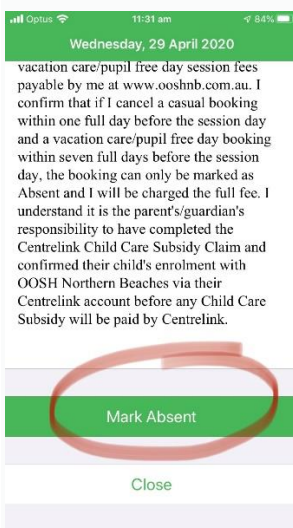 Optus 11:31 am 84%
Wednesday, 29 April 2020
vacation care/pupil free day session fees
payable by me at www.ooshnb.com.au. I
confirm that if I cancel a casual booking
within one full day before the session day
and a vacation care/pupil free day booking
within seven full days before the session
day, the booking can only be marked as
Absent and I will be charged the full fee. I
understand it is the parent's/guardian's
responsibility to have completed the
Centrelink Child Care Subsidy Claim and
confirmed their child's enrolment with
OOSH Northern Beaches via their
Centrelink account before any Child Care
Subsidy will be paid by Centrelink.
Mark Absent
Close